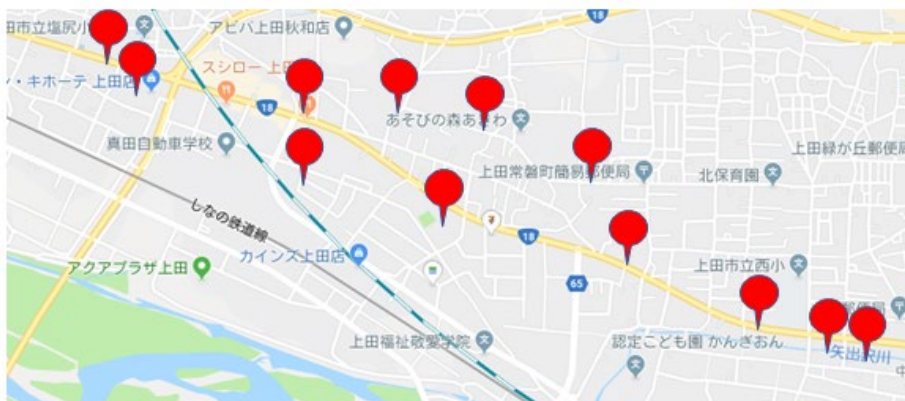 田市立塩尻小
アピバ上田秋和店
18
スシロー 上田
ン・キホーテ 上田店
18
あそびの森あきわ
真田自動車学校
上田常磐町簡易郵便局
上田緑が丘郵便局
北保育園
しなの鉄道線
18
カインズ上田店
アクアプラザ上田
上田市立西小
65
郵便局
上田福祉敬愛学院
認定こども園 かんぎおん
矢出沢川
中